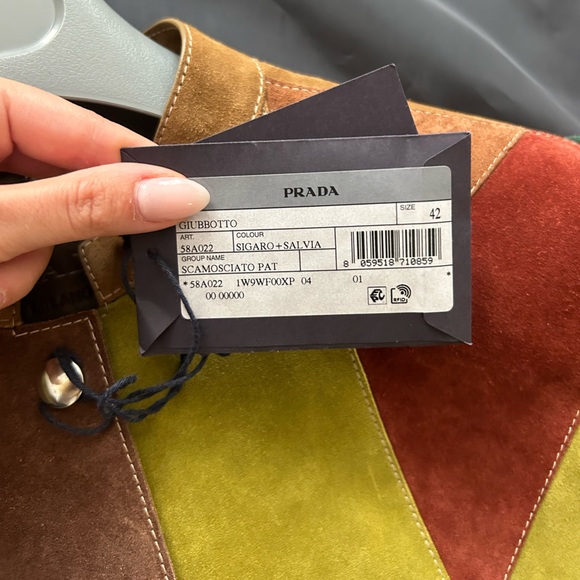 PRADA
GIUBBOTTO
SIZE 42
ART. COLOUR
58A022 SIGARO+SALVIA
GROUP NAME
SCAMOSCIATO PAT
8 059518 710859
*58A022 1W9WF00XP 04 01 *
00 00000
RFID